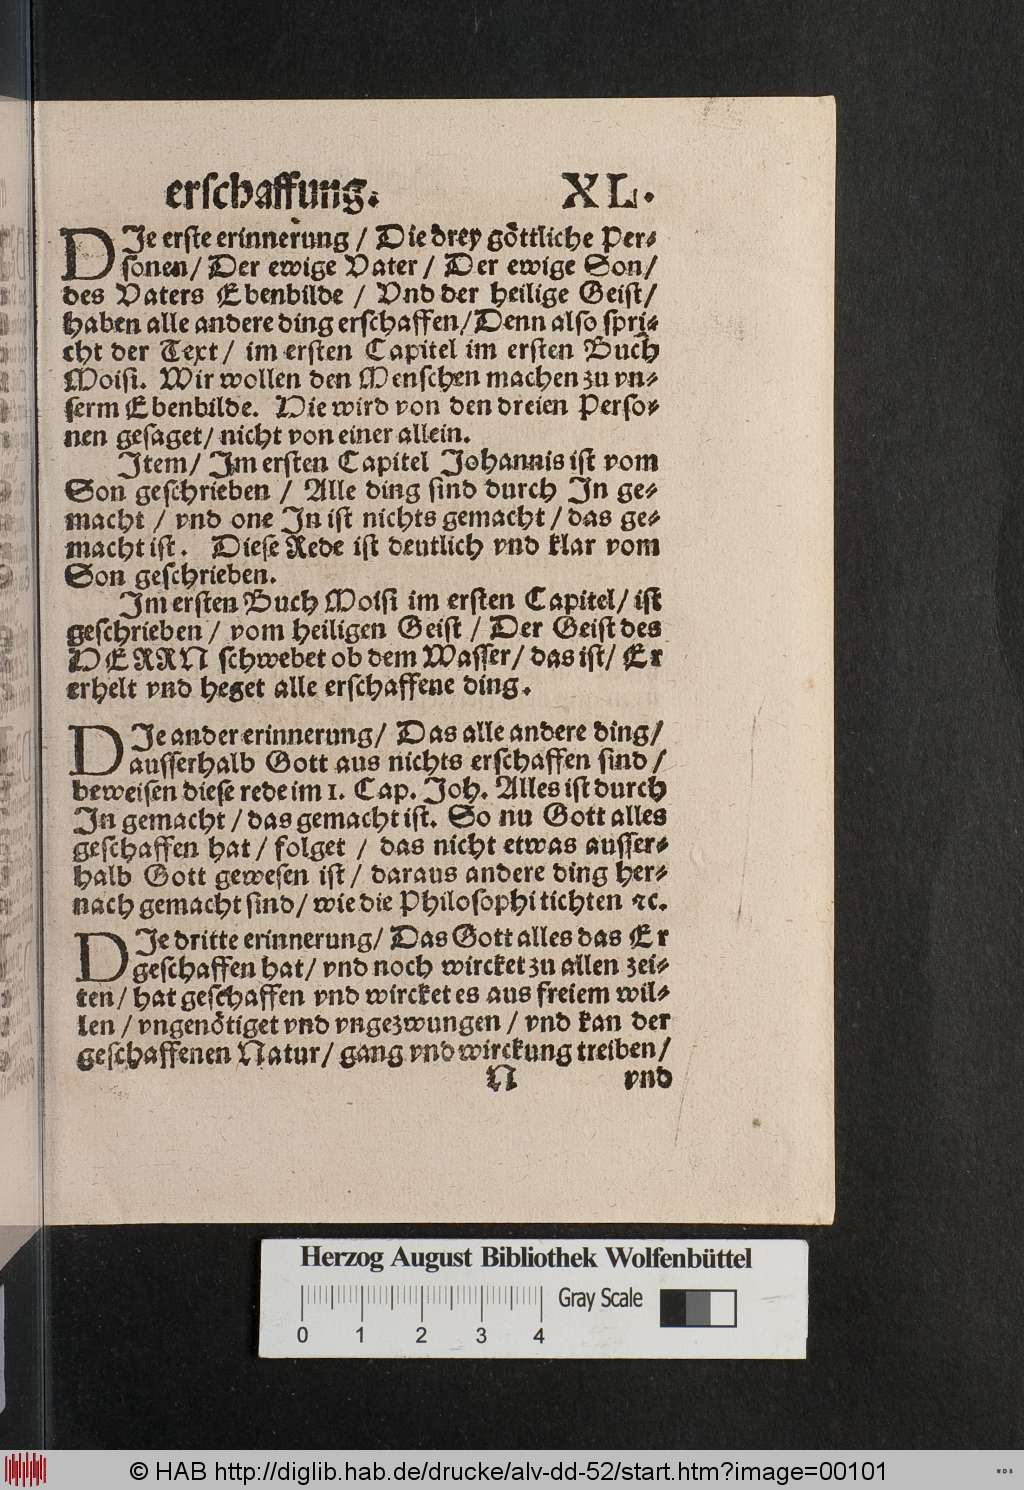 erschaffung. XL.
DIe erste erinnerung / Die drey göttliche Per-
sonen / Der ewige Vater / Der ewige Son /
des Vaters Ebenbilde / Vnd der heilige Geist /
haben alle andere ding erschaffen / Denn also spri-
cht der Text / im ersten Capitel im ersten Buch
Moisi. Wir wollen den Menschen machen zu vn-
serm Ebenbilde. Hie wird von den dreien Perso-
nen gesaget / nicht von einer allein.
Item / Im ersten Capitel Johannis ist vom
Son geschrieben / Alle ding sind durch In ge-
macht / vnd one In ist nichts gemacht / das ge-
macht ist. Diese Rede ist deutlich vnd klar vom
Son geschrieben.
Im ersten Buch Moisi im ersten Capitel / ist
geschrieben / vom heiligen Geist / Der Geist des
HERRN schwebet ob dem Wasser / das ist / Er
erhelt vnd heget alle erschaffene ding.
DIe ander erinnerung / Das alle andere ding /
ausserhalb Gott aus nichts erschaffen sind /
beweisen diese rede im 1. Cap. Joh. Alles ist durch
In gemacht / das gemacht ist. So nu Gott alles
geschaffen hat / folget / das nicht etwas ausser-
halb Gott gewesen ist / daraus andere ding her-
nach gemacht sind / wie die Philosophi tichten ꝛc.
DIe dritte erinnerung / Das Gott alles das Er
geschaffen hat / vnd noch wircket zu allen zei-
ten / hat geschaffen vnd wircket es aus freiem wil-
len / vngenötiget vnd vngezwungen / vnd kan der
geschaffenen Natur / gang vnd wirckung treiben /
N vnd
Herzog August Bibliothek Wolfenbüttel
Gray Scale
0 1 2 3 4
© HAB http://diglib.hab.de/drucke/alv-dd-52/start.htm?image=00101